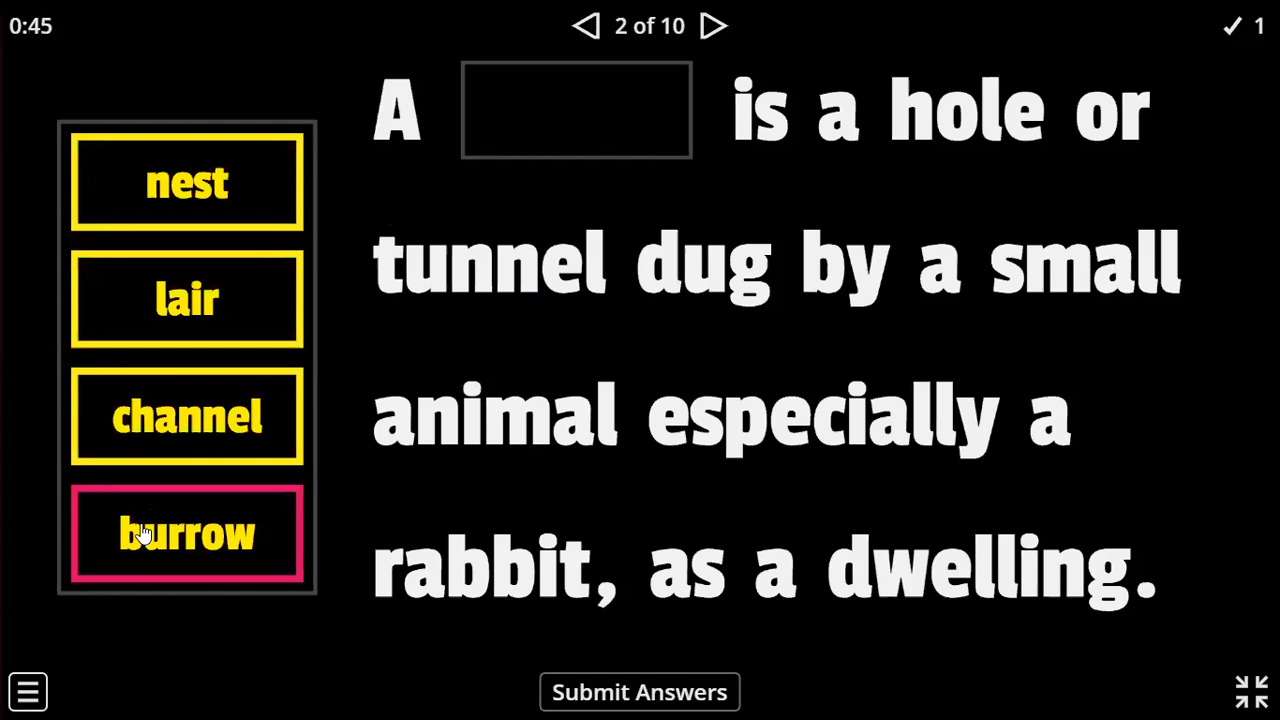 0:45
2 of 10
✓ 1
A is a hole or
tunnel dug by a small
animal especially a
rabbit, as a dwelling.
nest
lair
channel
burrow
Submit Answers